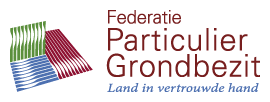 Federatie
Particulier
Grondbezit
Land in vertrouwde hand